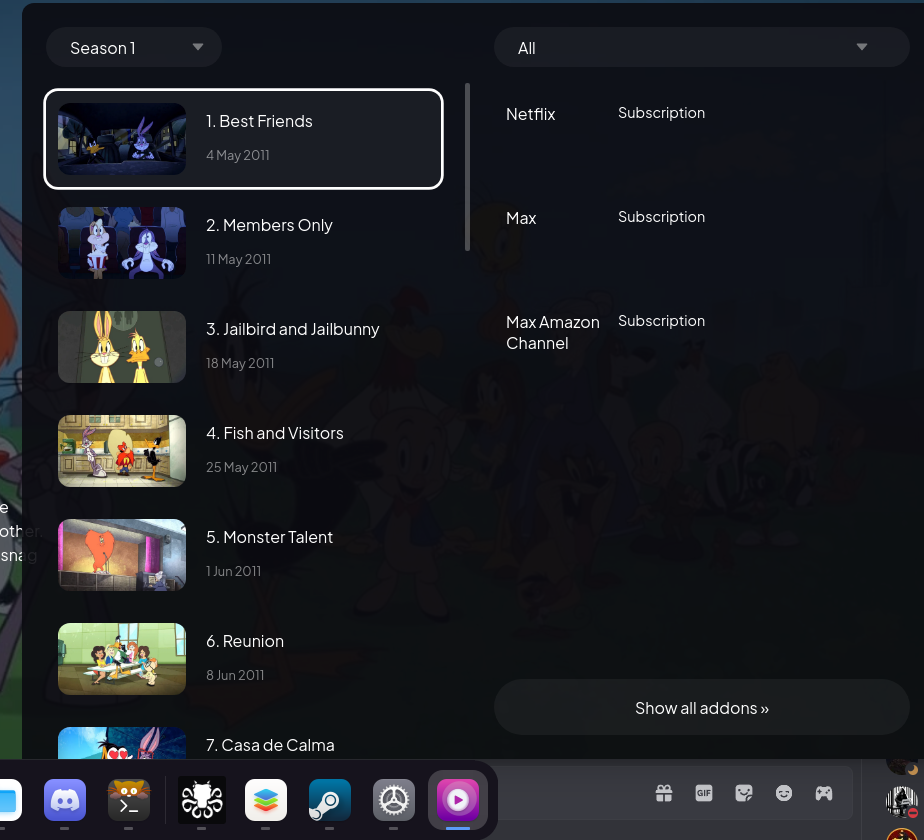 Season 1
All
1. Best Friends
4 May 2011
2. Members Only
11 May 2011
3. Jailbird and Jailbunny
18 May 2011
4. Fish and Visitors
25 May 2011
5. Monster Talent
1 Jun 2011
6. Reunion
8 Jun 2011
7. Casa de Calma
Netflix
Subscription
Max
Subscription
Max Amazon
Channel
Subscription
Show all addons »
e
other
snag
GIF